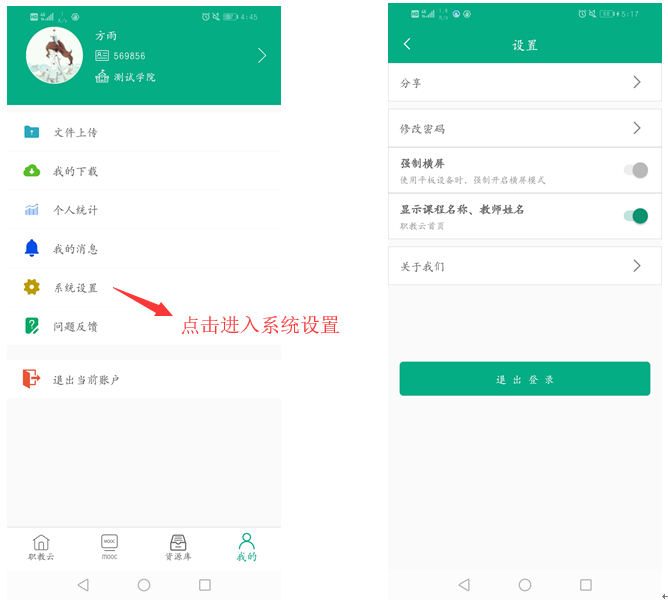 4:45
方雨
569856
测试学院
文件上传
我的下载
个人统计
我的消息
系统设置
点击进入系统设置
问题反馈
退出当前账户
职教云
MOOC
mooc
资源库
我的
5:17
设置
分享
修改密码
强制横屏
使用平板设备时、强制开启横屏模式
显示课程名称、教师姓名
职教云首页
关于我们
退出登录